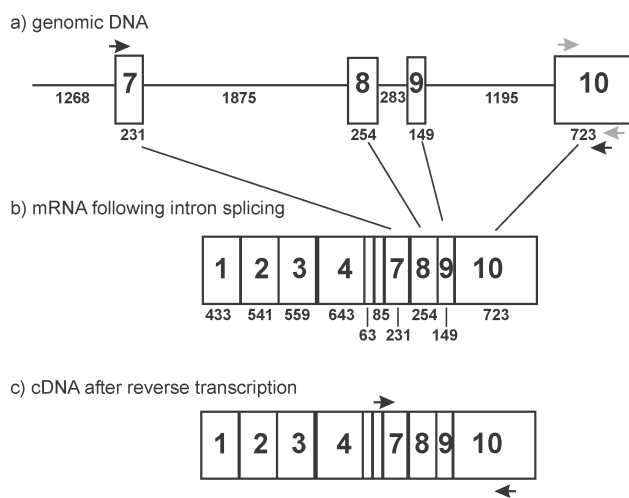 a) genomic DNA
7 8 9 10
1268 1875 283 1195
231 254 149 723
b) mRNA following intron splicing
1 2 3 4 7 8 9 10
433 541 559 643 85 254 723
63 231 149
c) cDNA after reverse transcription
1 2 3 4 7 8 9 10